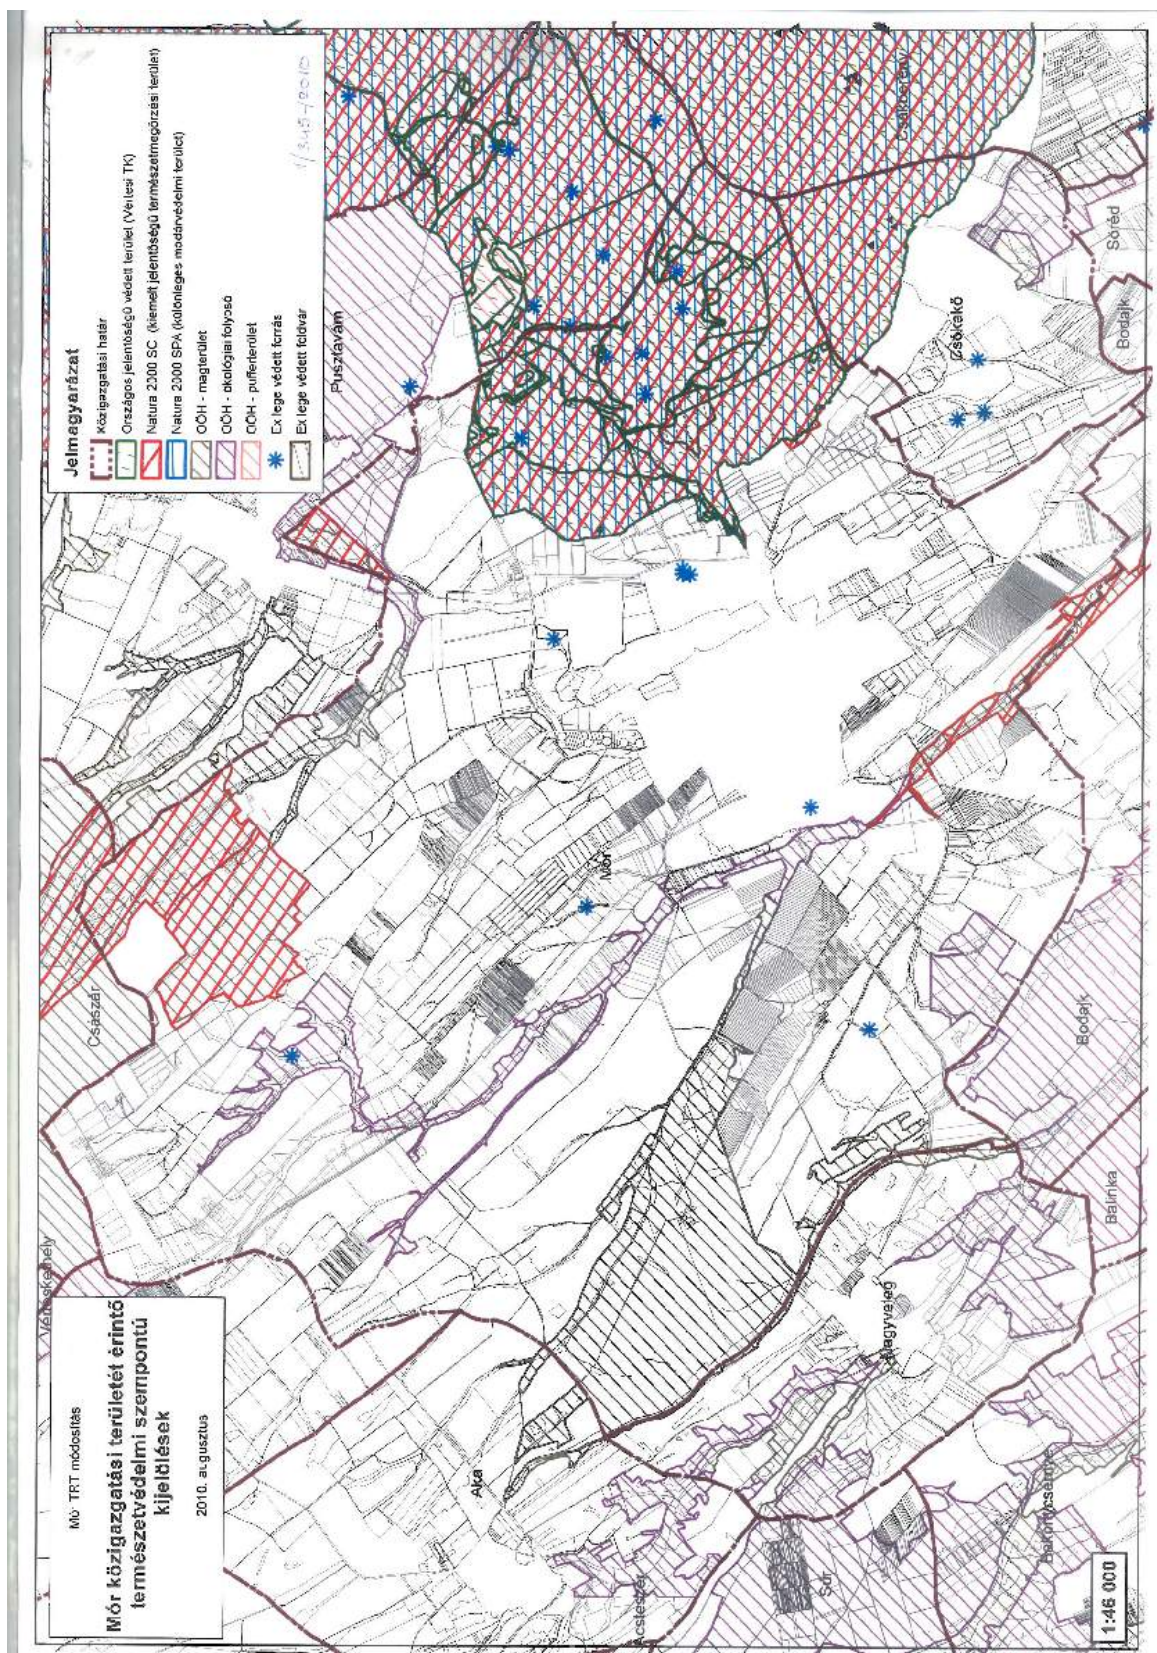 Mór TRT módosítás
Mór közigazgatási területét érintő
természetvédelmi szempontú
kijelölések
2010. augusztus
Jelmagyarázat
Közigazgatási határ
Országos jelentőségű védett terület (Vértesi TK)
Natura 2000 SC (kiemelt jelentőségű természetmegőrzési terület)
Natura 2000 SPA (különleges madárvédelmi terület)
OÖH - magterület
OÖH - ökológiai folyosó
OÖH - pufferterület
Ex lege védett forrás
Ex lege védett földvár
Vérteskethely
Császár
Pusztavám
Csákberény
Aka
Mór
Csókakő
Söréd
Bodajk
Bodajk
Balinka
Nagyveleg
Ácsteszér
Súr
Bakonycsernye
1:46 000